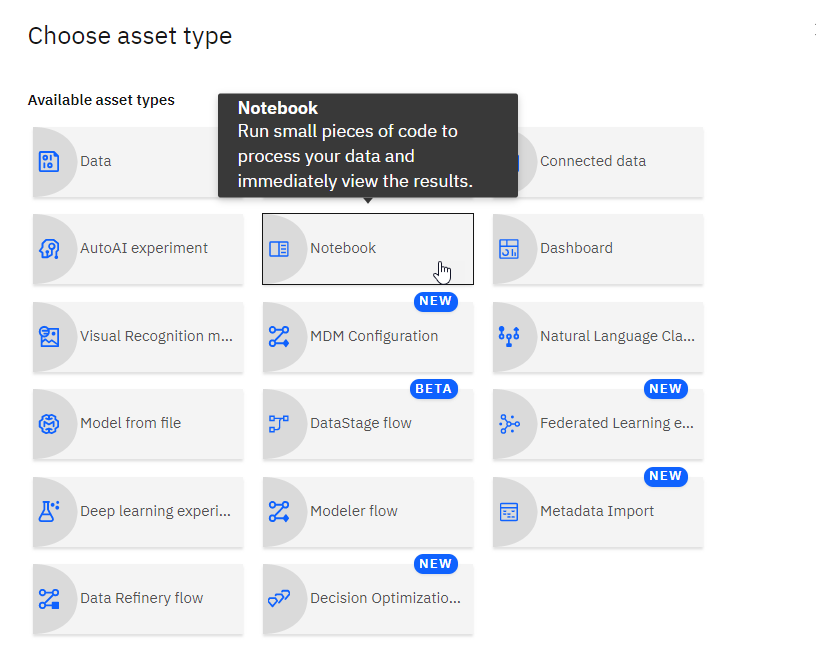 Choose asset type
Available asset types
Notebook
Run small pieces of code to
process your data and
immediately view the results.
Data
Connected data
AutoAI experiment
Notebook
Dashboard
NEW
Visual Recognition m...
MDM Configuration
Natural Language Cla...
BETA
NEW
Model from file
DataStage flow
Federated Learning e...
NEW
Deep learning experi...
Modeler flow
Metadata Import
NEW
Data Refinery flow
Decision Optimizatio...